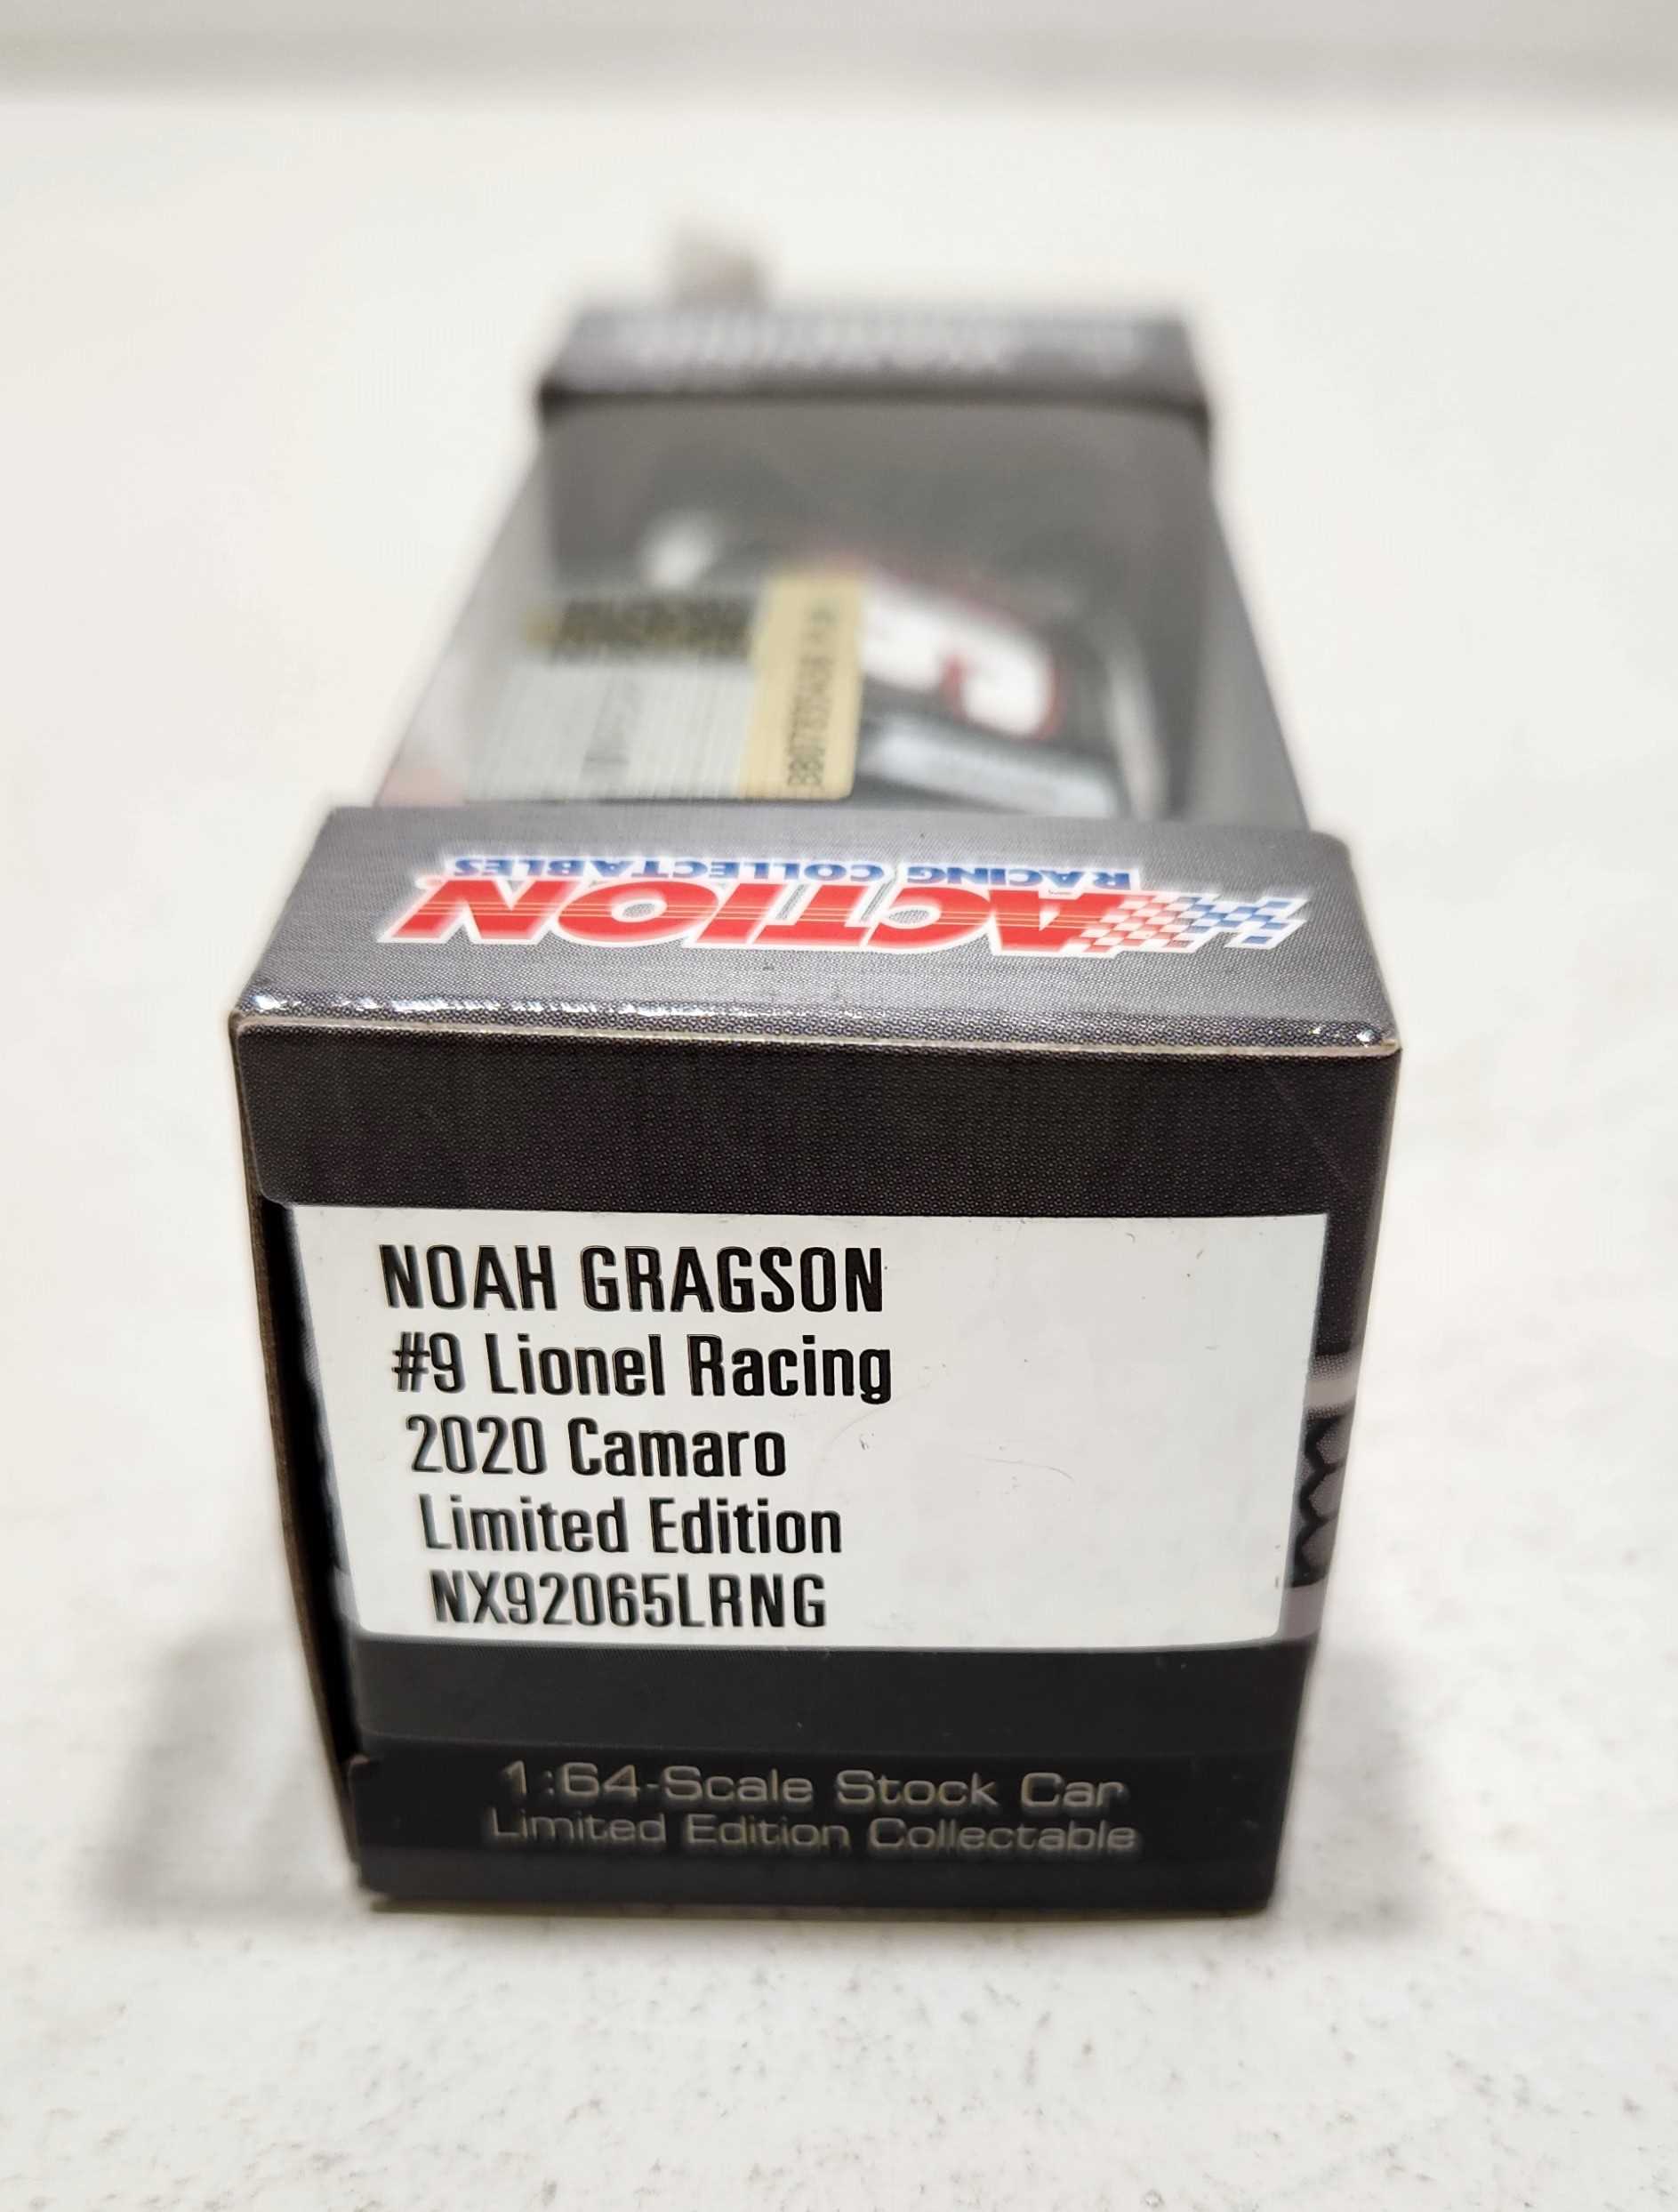 ACTION
RACING COLLECTABLES
NOAH GRAGSON
#9 Lionel Racing
2020 Camaro
Limited Edition
NX92065LRNG
1:64-Scale Stock Car
Limited Edition Collectable